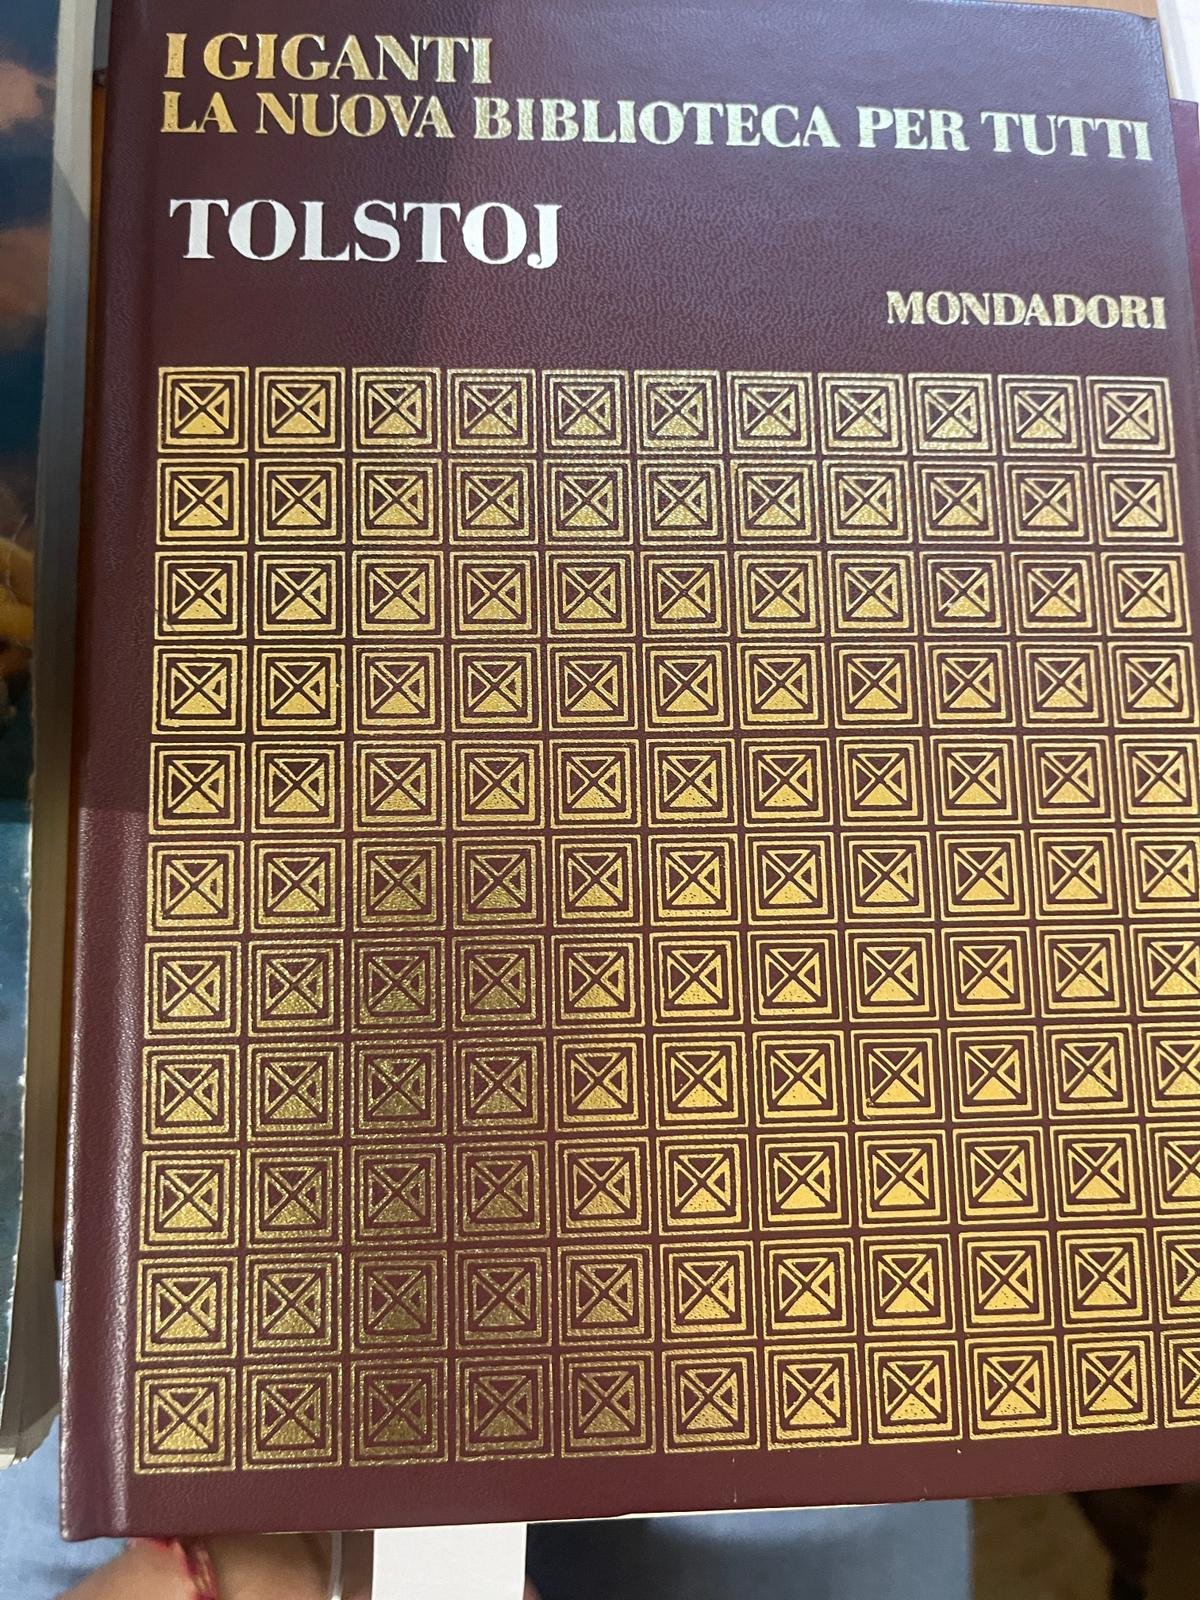 I GIGANTI
LA NUOVA BIBLIOTECA PER TUTTI
TOLSTOJ
MONDADORI